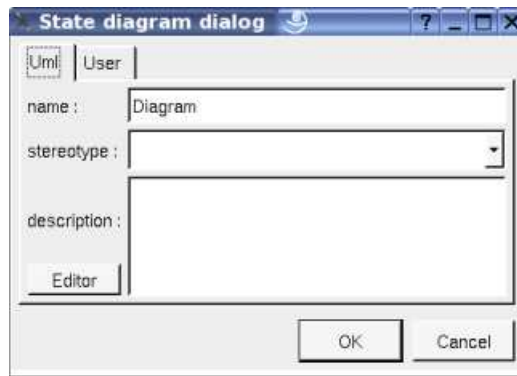 State diagram dialog ?
Uml User
name : Diagram
stereotype :
description :
Editor
OK Cancel